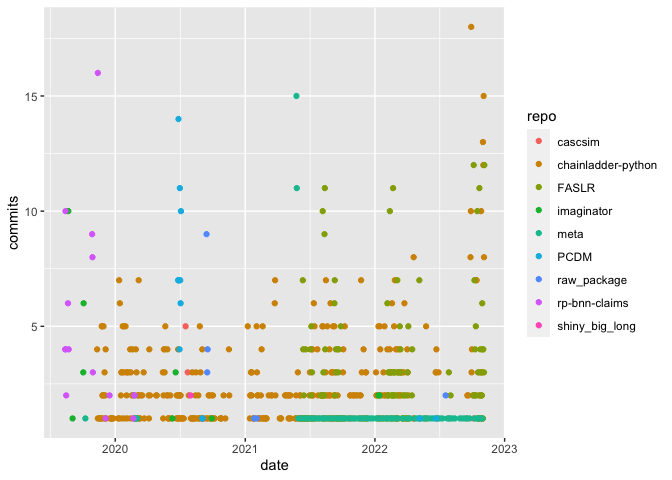 15
10
5
commits
2020
2021
2022
2023
date
repo
cascsim
chainladder-python
FASLR
imaginator
meta
PCDM
raw_package
rp-bnn-claims
shiny_big_long